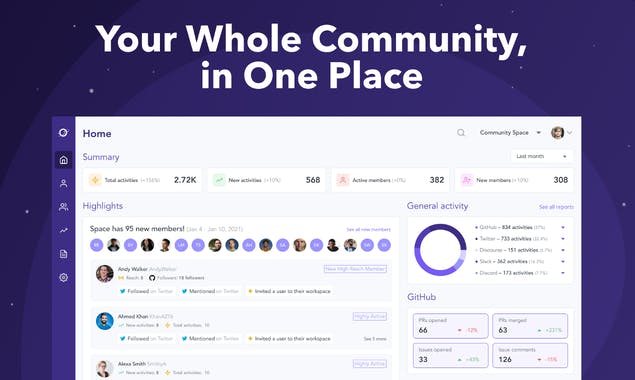 Your Whole Community,
in One Place
Home
Community Space
Summary
Last month
Total activities (+156%) 2.72K
New activities (+10%) 568
Active members (+0%) 382
New members (+10%) 308
Highlights
Space has 95 new members! (Jan 4 - Jan 10, 2021)
See all new members
Andy Walker AndyWalker
New High Reach Member
Reach: 5 Followers: 18 followers
Followed on Twitter
Mentioned on Twitter
Invited a user to their workspace
Ahmed Khan KhanAZT6
Highly Active
New activities: 8 Total activities: 10
Followed on Twitter
Mentioned on Twitter
Invited a user to their workspace
See 5 more
Alexa Smith
Highly Active
New activities: 8 Total activities: 10
General activity
See all reports
GitHub – 834 activities (37%)
Twitter – 733 activities (32.4%)
Discourse – 151 activities (6.7%)
Slack – 362 activities (16.3%)
Discord – 173 activities (7.7%)
GitHub
PRs opened
66 -12%
PRs merged
63 +231%
Issues opened
33 +43%
Issue comments
126 -15%